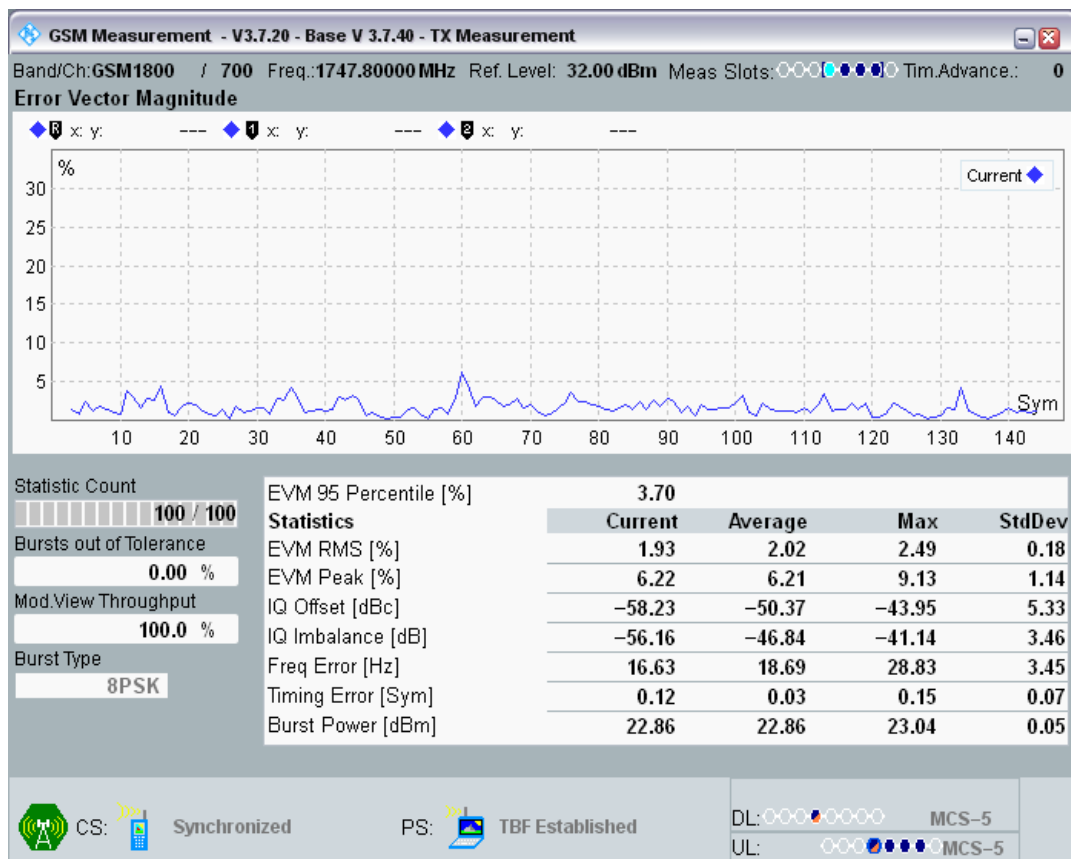 GSM Measurement - V3.7.20 - Base V 3.7.40 - TX Measurement
Band/Ch:GSM1800 / 700 Freq.:1747.80000 MHz Ref. Level: 32.00 dBm Meas Slots: Tim.Advance.: 0
Error Vector Magnitude
R x: y: --- 1 x: y: --- 2 x: y: ---
%
Current
30
25
20
15
10
5
Sym
10 20 30 40 50 60 70 80 90 100 110 120 130 140
Statistic Count
100 / 100
Bursts out of Tolerance
0.00 %
Mod.View Throughput
100.0 %
Burst Type
8PSK
EVM 95 Percentile [%] 3.70
Statistics Current Average Max StdDev
EVM RMS [%] 1.93 2.02 2.49 0.18
EVM Peak [%] 6.22 6.21 9.13 1.14
IQ Offset [dBc] −58.23 −50.37 −43.95 5.33
IQ Imbalance [dB] −56.16 −46.84 −41.14 3.46
Freq Error [Hz] 16.63 18.69 28.83 3.45
Timing Error [Sym] 0.12 0.03 0.15 0.07
Burst Power [dBm] 22.86 22.86 23.04 0.05
CS: Synchronized PS: TBF Established
DL: MCS−5
UL: MCS−5